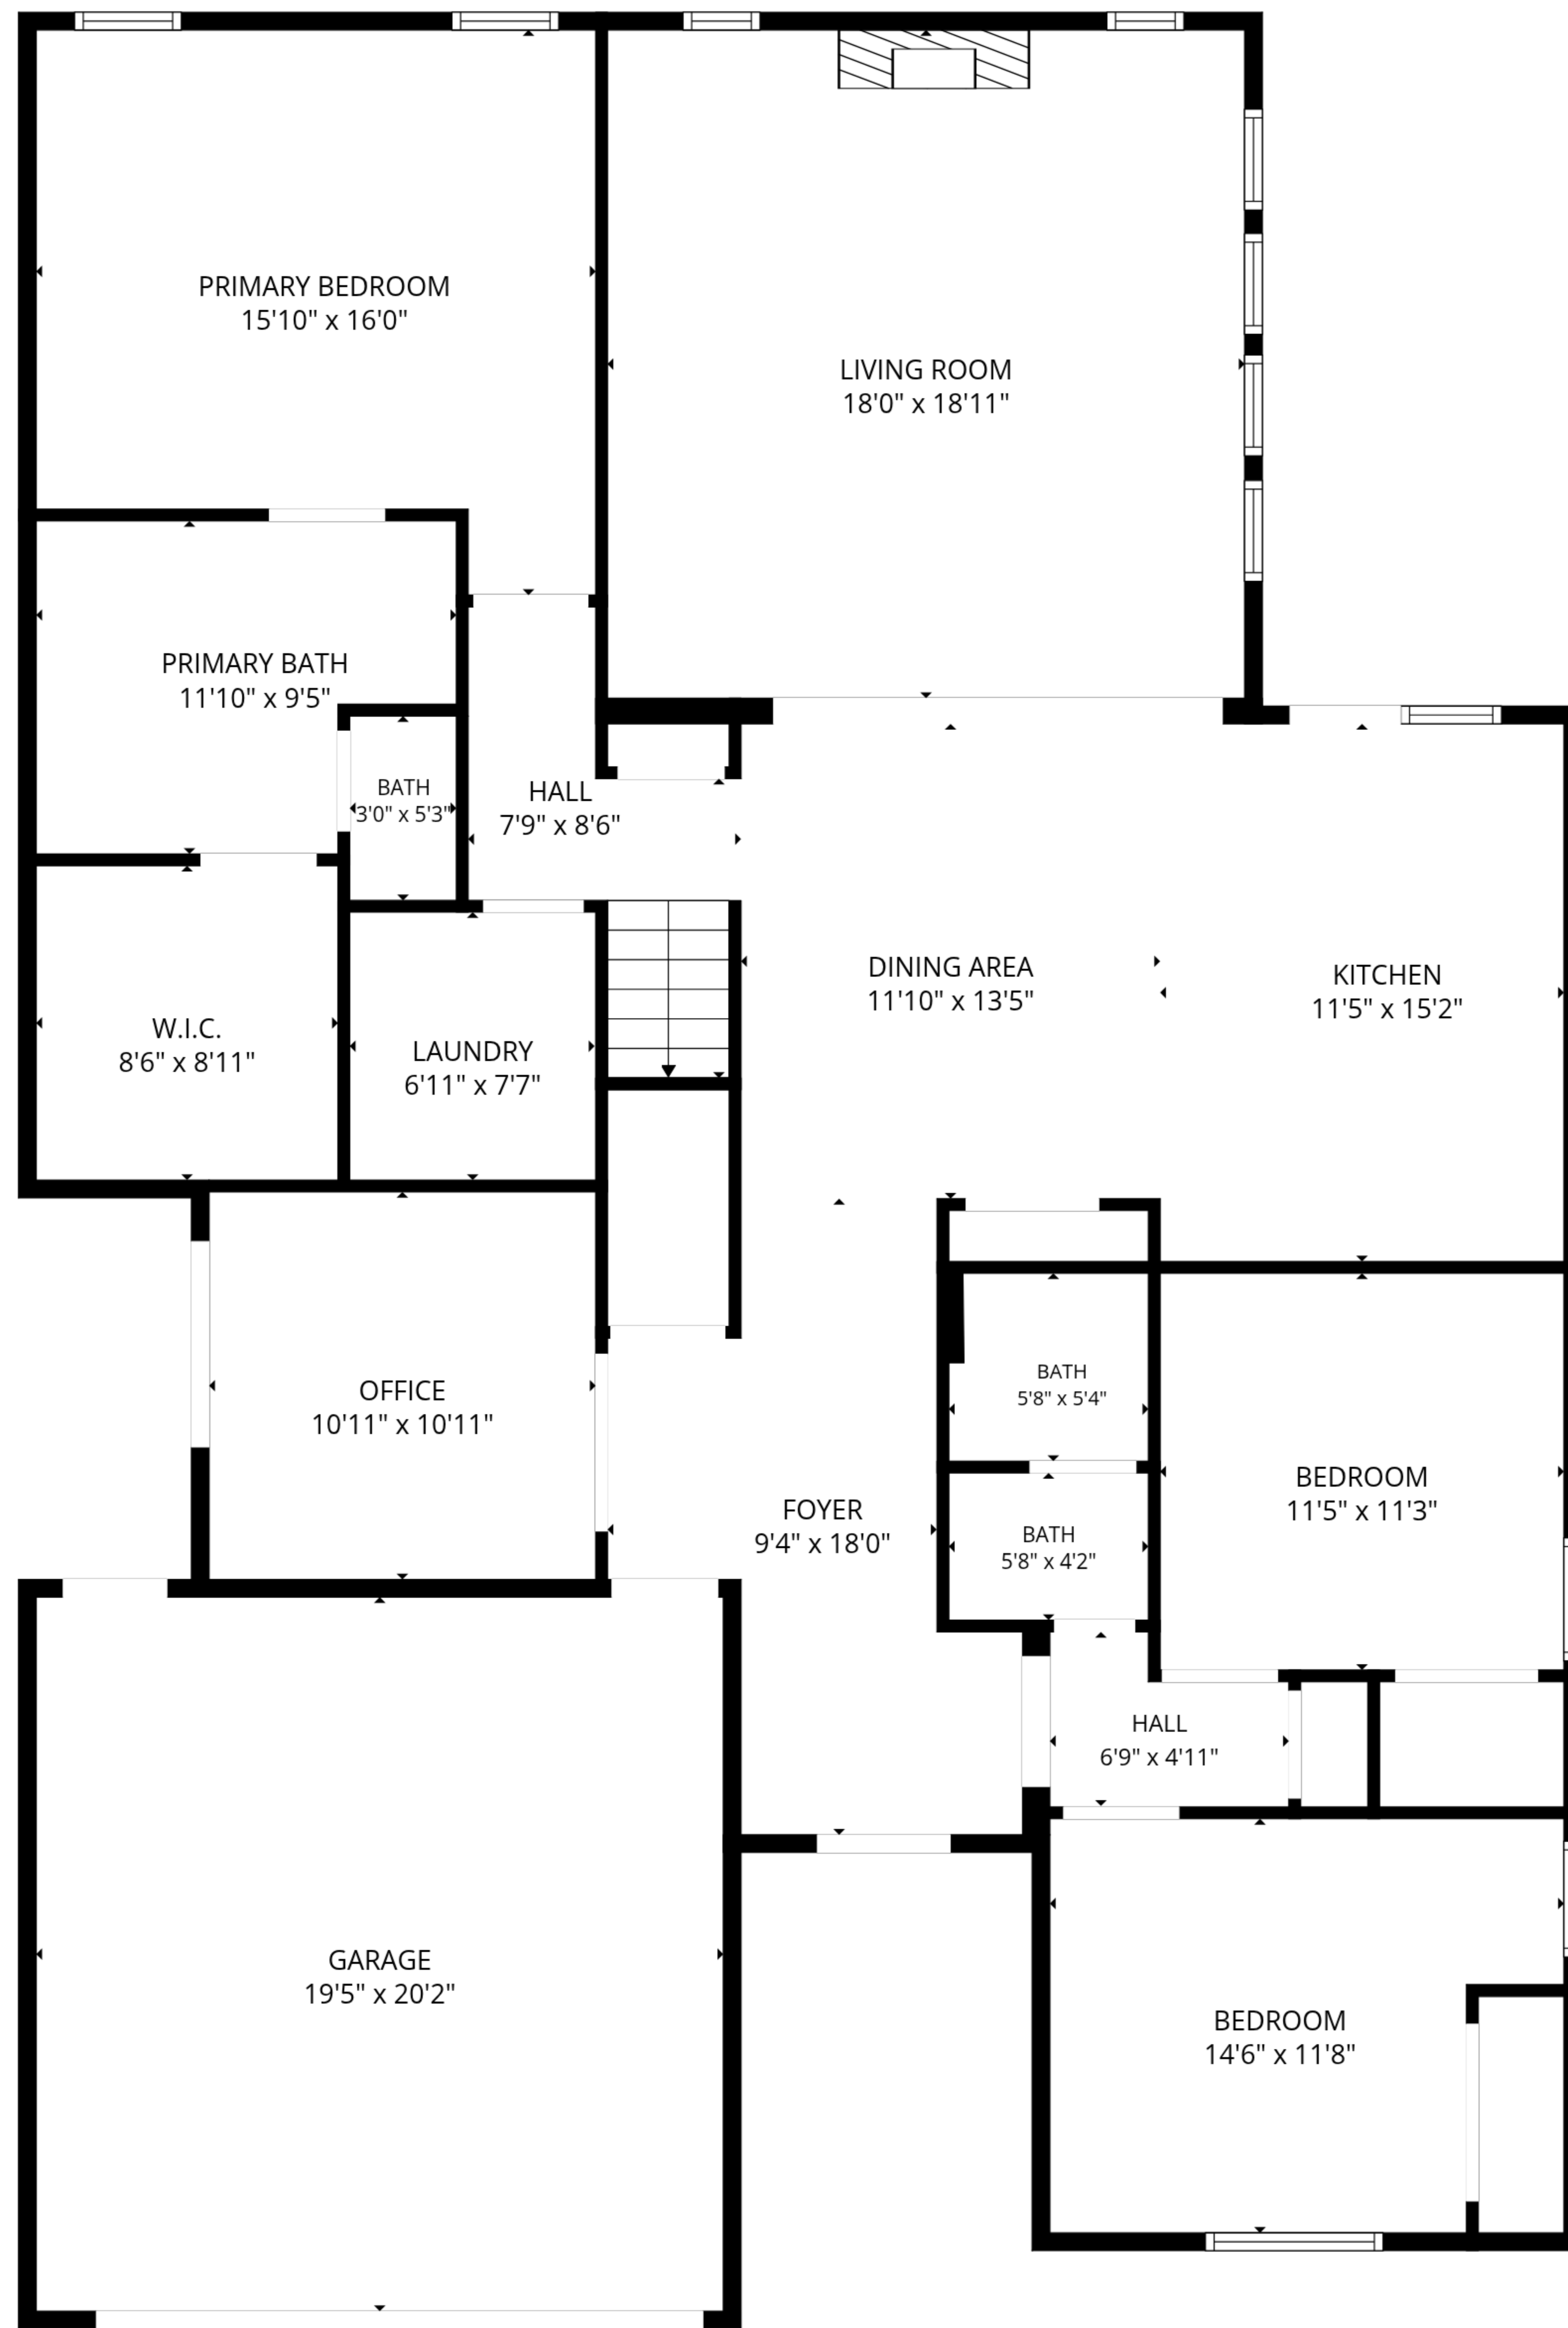 PRIMARY BEDROOM
15'10" x 16'0"
LIVING ROOM
18'0" x 18'11"
PRIMARY BATH
11'10" x 9'5"
BATH
3'0" x 5'3"
HALL
7'9" x 8'6"
DINING AREA
11'10" x 13'5"
KITCHEN
11'5" x 15'2"
W.I.C.
8'6" x 8'11"
LAUNDRY
6'11" x 7'7"
OFFICE
10'11" x 10'11"
BATH
5'8" x 5'4"
FOYER
9'4" x 18'0"
BATH
5'8" x 4'2"
BEDROOM
11'5" x 11'3"
HALL
6'9" x 4'11"
GARAGE
19'5" x 20'2"
BEDROOM
14'6" x 11'8"